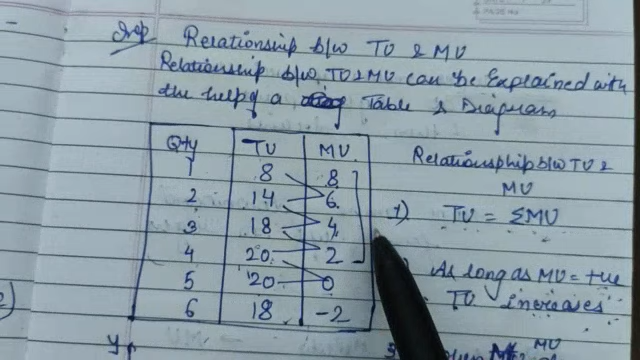 Imp Relationship b/w TU & MU
Relationship b/w TU & MU can be Explained with
the help of a Table & Diagram
Qty TU MU
1 8 8
2 14 6
3 18 4
4 20 2
5 20 0
6 18 -2
Relationship b/w TU &
MU
1) TU = ΣMU
As long as MU = +ve
TU increases
MU